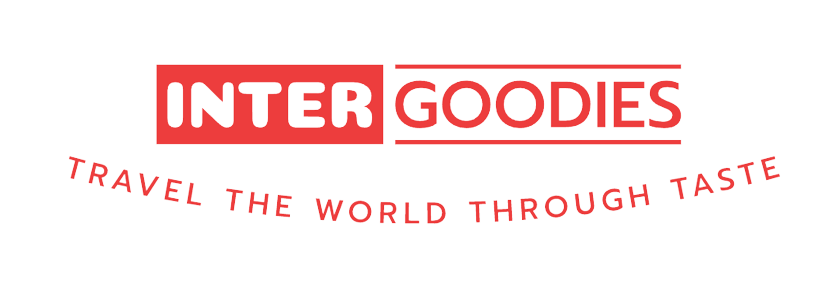 INTER GOODIES
TRAVEL THE WORLD THROUGH TASTE